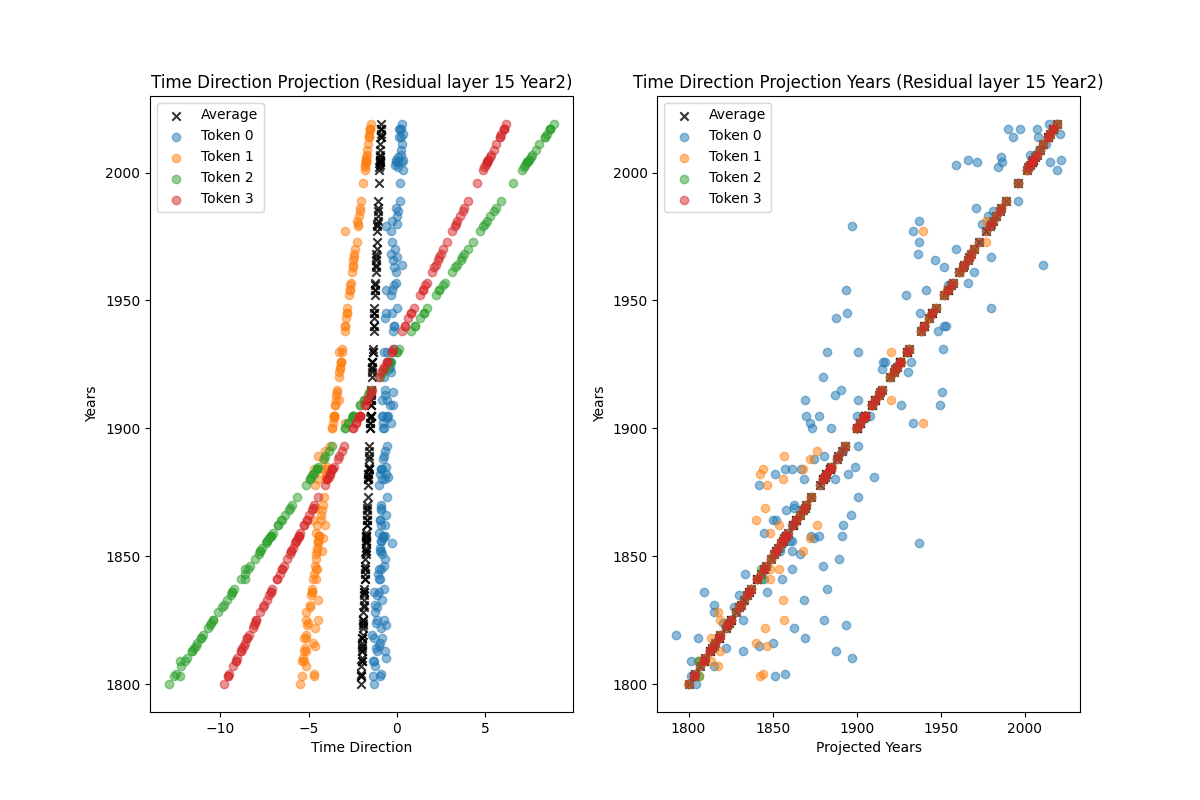 Time Direction Projection (Residual layer 15 Year2)
Average
Token 0
Token 1
Token 2
Token 3
2000
1950
1900
1850
1800
Years
−10
−5
0
5
Time Direction
Time Direction Projection Years (Residual layer 15 Year2)
Average
Token 0
Token 1
Token 2
Token 3
2000
1950
1900
1850
1800
Years
1800
1850
1900
1950
2000
Projected Years